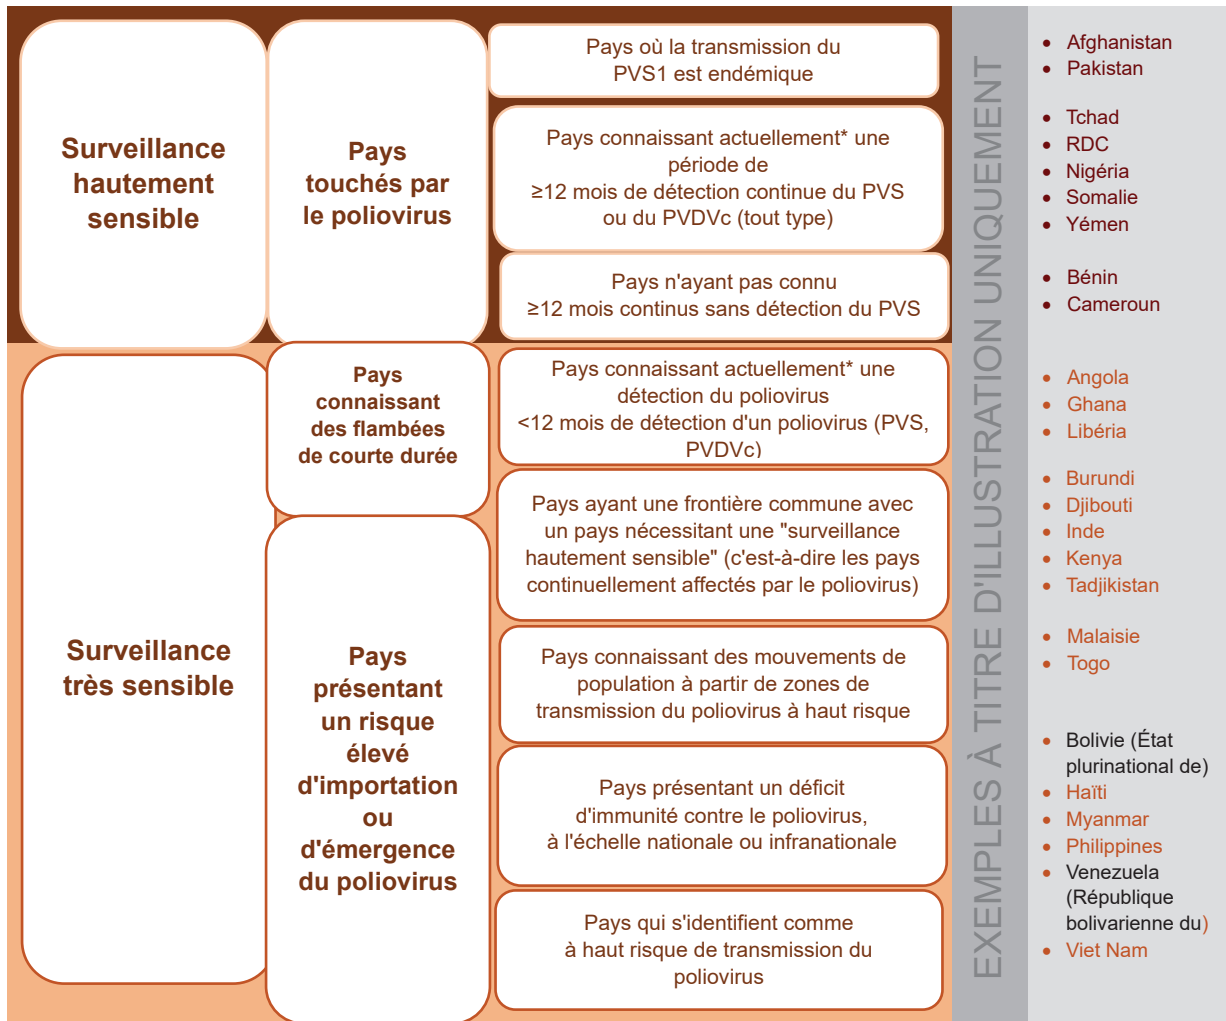 Surveillance
hautement
sensible
Pays
touchés par
le poliovirus
Pays où la transmission du
PVS1 est endémique
Pays connaissant actuellement* une
période de
≥12 mois de détection continue du PVS
ou du PVDVc (tout type)
Pays n'ayant pas connu
≥12 mois continus sans détection du PVS
Surveillance
très sensible
Pays
connaissant
des flambées
de courte durée
Pays connaissant actuellement* une
détection du poliovirus
<12 mois de détection d'un poliovirus (PVS,
PVDVc)
Pays
présentant
un risque
élevé
d'importation
ou
d'émergence
du poliovirus
Pays ayant une frontière commune avec
un pays nécessitant une "surveillance
hautement sensible" (c'est-à-dire les pays
continuellement affectés par le poliovirus)
Pays connaissant des mouvements de
population à partir de zones de
transmission du poliovirus à haut risque
Pays présentant un déficit
d'immunité contre le poliovirus,
à l'échelle nationale ou infranationale
Pays qui s'identifient comme
à haut risque de transmission du
poliovirus
EXEMPLES À TITRE D'ILLUSTRATION UNIQUEMENT
• Afghanistan
• Pakistan
• Tchad
• RDC
• Nigéria
• Somalie
• Yémen
• Bénin
• Cameroun
• Angola
• Ghana
• Libéria
• Burundi
• Djibouti
• Inde
• Kenya
• Tadjikistan
• Malaisie
• Togo
• Bolivie (État
plurinational de)
• Haïti
• Myanmar
• Philippines
• Venezuela
(République
bolivarienne du)
• Viet Nam